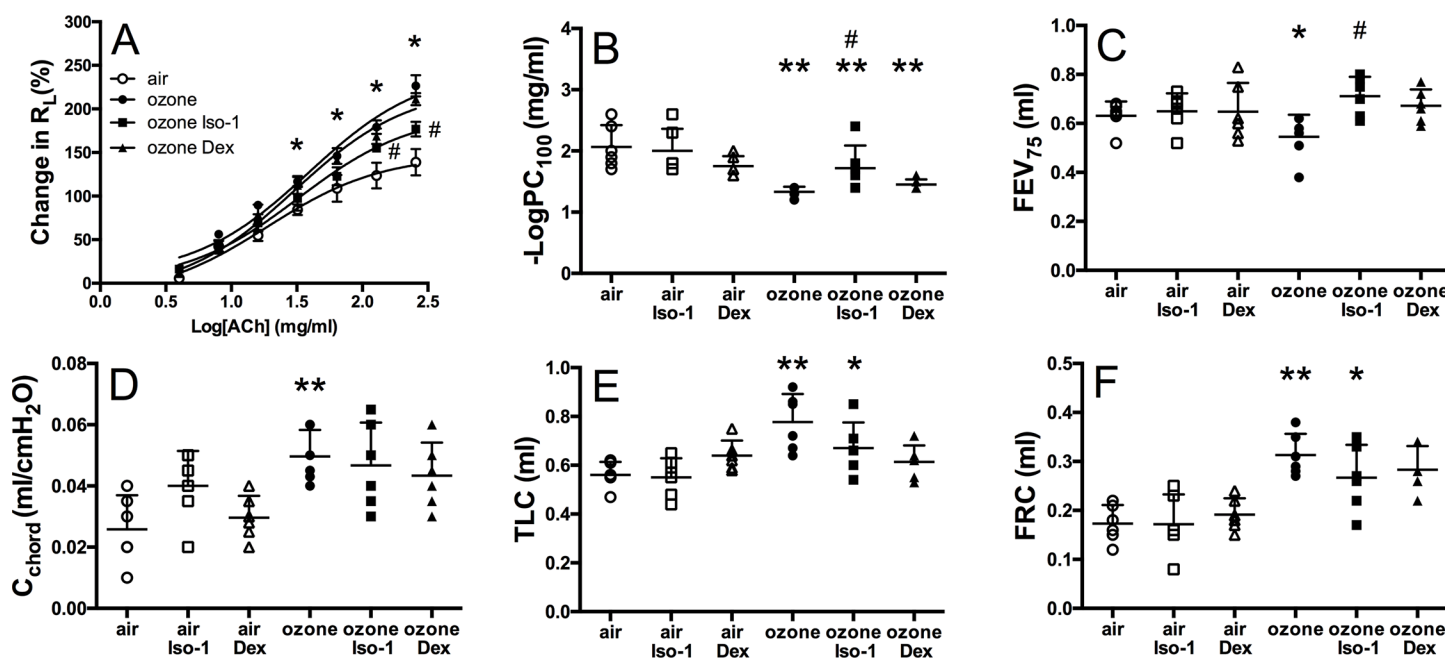 A
Change in RL(%)
300
250
200
150
100
50
0
air
ozone
ozone Iso-1
ozone Dex
*
*
*
*
#
#
0.0 0.5 1.0 1.5 2.0 2.5
Log[ACh] (mg/ml)
B
-LogPC100 (mg/ml)
4
3
2
1
0
#
** ** **
air air air ozone ozone ozone
Iso-1 Dex Iso-1 Dex
C
FEV75 (ml)
1.0
0.8
0.6
0.4
0.2
0.0
* #
air air air ozone ozone ozone
Iso-1 Dex Iso-1 Dex
D
Cchord (ml/cmH2O)
0.08
0.06
0.04
0.02
0.00
**
air air air ozone ozone ozone
Iso-1 Dex Iso-1 Dex
E
TLC (ml)
1.0
0.8
0.6
0.4
0.2
0.0
** *
air air air ozone ozone ozone
Iso-1 Dex Iso-1 Dex
F
FRC (ml)
0.5
0.4
0.3
0.2
0.1
0.0
** *
air air air ozone ozone ozone
Iso-1 Dex Iso-1 Dex